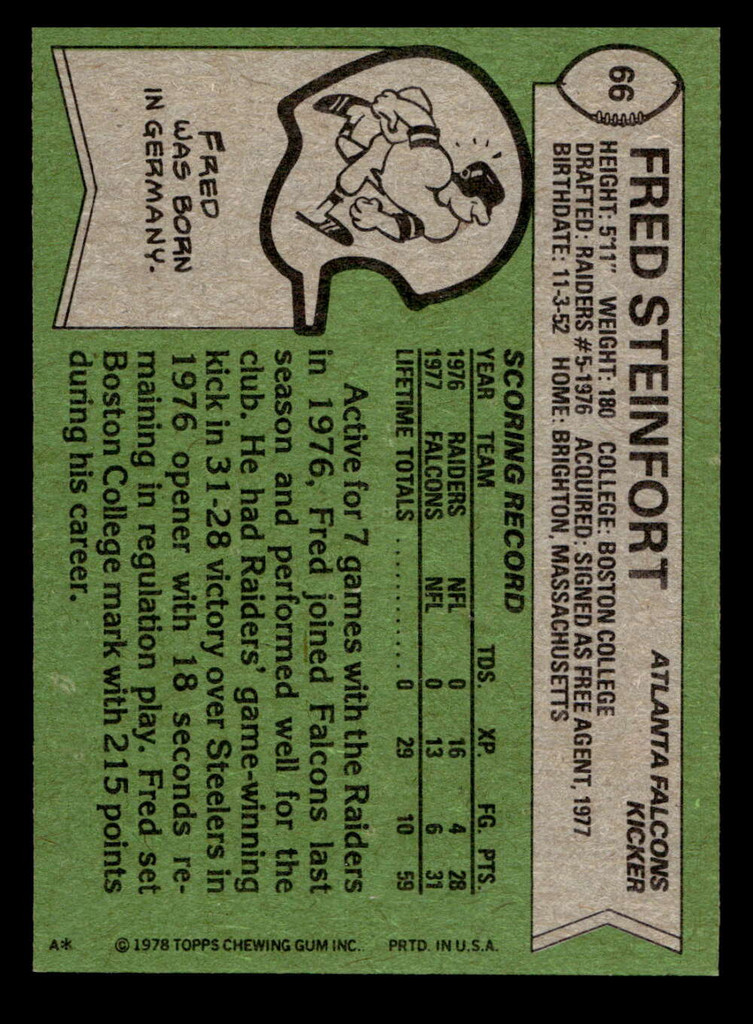 66
FRED STEINFORT
ATLANTA FALCONS
KICKER
HEIGHT: 5'11" WEIGHT: 180 COLLEGE: BOSTON COLLEGE
DRAFTED: RAIDERS #5-1976 ACQUIRED: SIGNED AS FREE AGENT, 1977
BIRTHDATE: 11-3-52 HOME: BRIGHTON, MASSACHUSETTS
FRED
WAS BORN
IN GERMANY.
SCORING RECORD
YEAR TEAM TDS. XP. FG. PTS.
1976 RAIDERS NFL 0 16 4 28
1977 FALCONS NFL 0 13 6 31
LIFETIME TOTALS .......... 0 29 10 59
Active for 7 games with the Raiders
in 1976, Fred joined Falcons last
season and performed well for the
club. He had Raiders' game-winning
kick in 31-28 victory over Steelers in
1976 opener with 18 seconds re-
maining in regulation play. Fred set
Boston College mark with 215 points
during his career.
A* © 1978 TOPPS CHEWING GUM INC. PRTD. IN U.S.A.